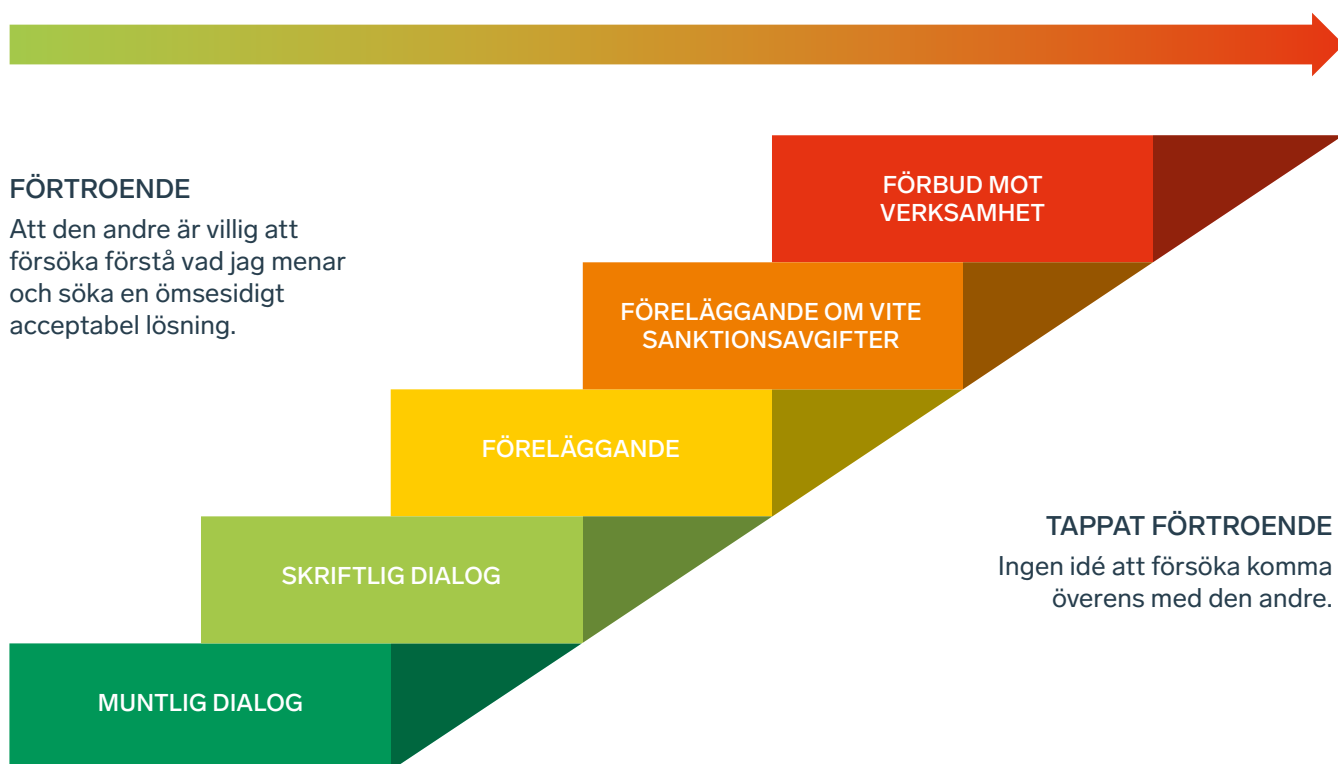 FÖRTROENDE
Att den andre är villig att
försöka förstå vad jag menar
och söka en ömsesidigt
acceptabel lösning.
FÖRBUD MOT
VERKSAMHET
FÖRELÄGGANDE OM VITE
SANKTIONSAVGIFTER
FÖRELÄGGANDE
SKRIFTLIG DIALOG
MUNTLIG DIALOG
TAPPAT FÖRTROENDE
Ingen idé att försöka komma
överens med den andre.